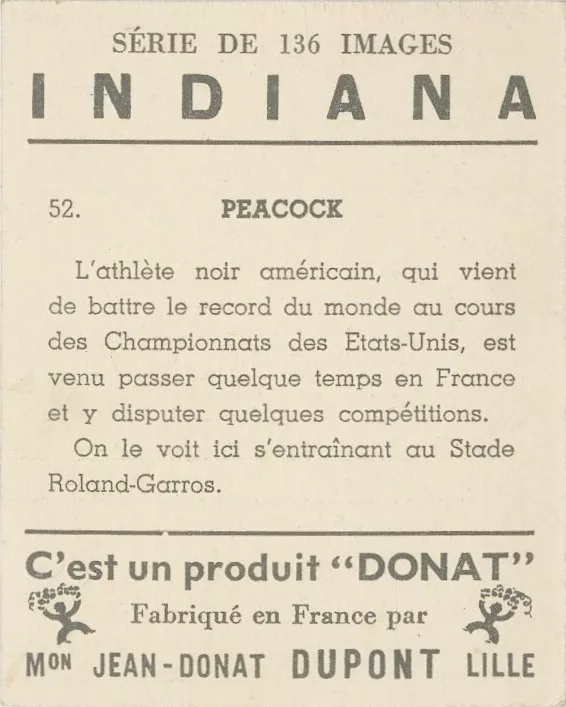 SÉRIE DE 136 IMAGES
INDIANA
52. PEACOCK
L'athlète noir américain, qui vient
de battre le record du monde au cours
des Championnats des Etats-Unis, est
venu passer quelque temps en France
et y disputer quelques compétitions.
On le voit ici s'entraînant au Stade
Roland-Garros.
C'est un produit “DONAT”
Fabriqué en France par
MON JEAN-DONAT DUPONT LILLE